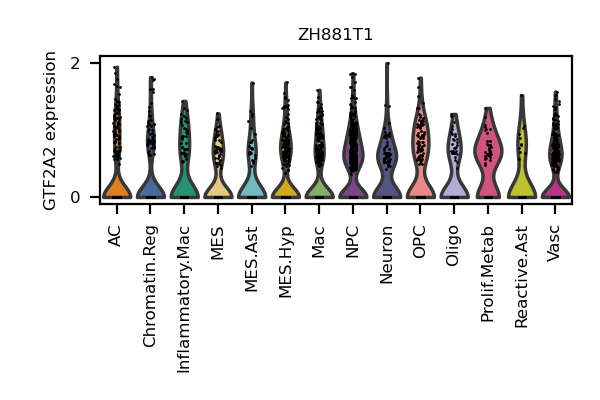 ZH881T1
GTF2A2 expression
2
0
AC
Chromatin.Reg
Inflammatory.Mac
MES
MES.Ast
MES.Hyp
Mac
NPC
Neuron
OPC
Oligo
Prolif.Metab
Reactive.Ast
Vasc